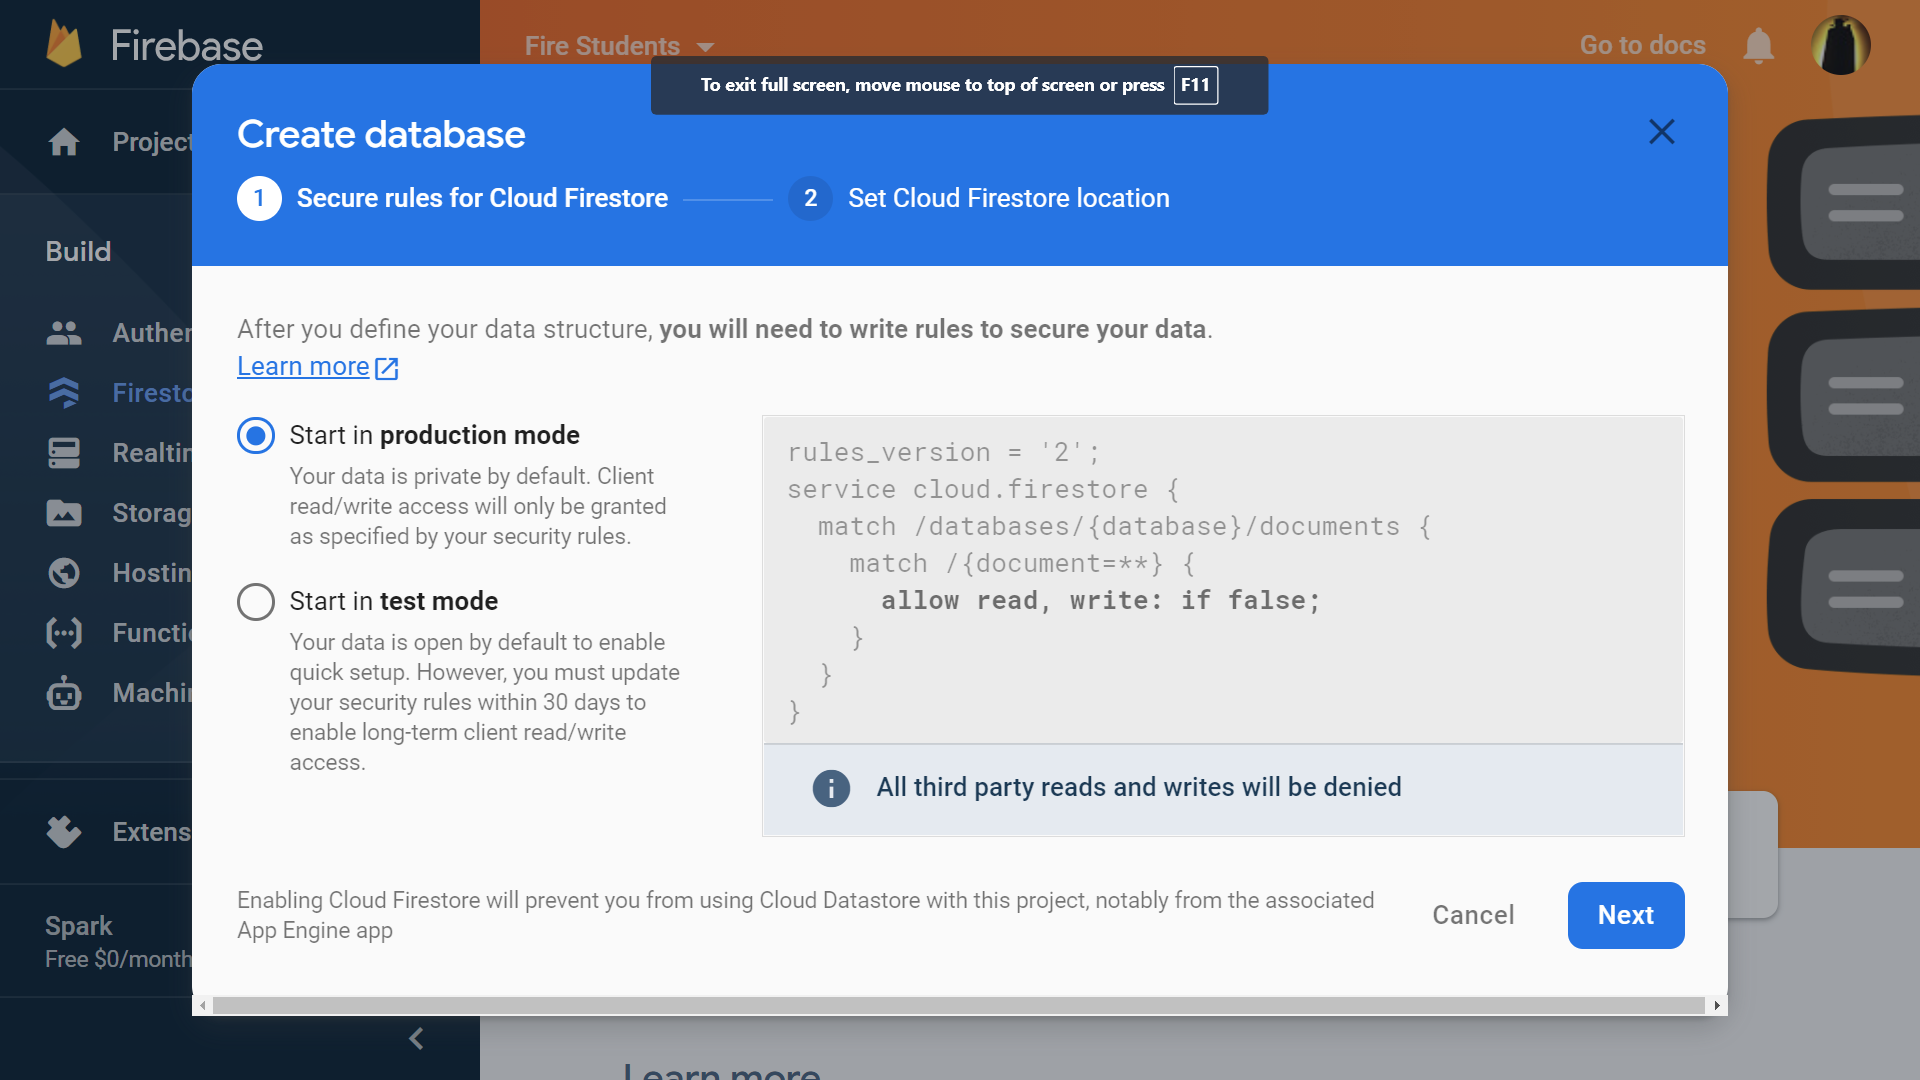 Firebase
Fire Students
Go to docs
To exit full screen, move mouse to top of screen or press F11
Create database
1 Secure rules for Cloud Firestore
2 Set Cloud Firestore location
Project
Build
Authen
Firesto
Realtin
Storag
Hostin
Functi
Machi
Extens
Spark
Free $0/month
After you define your data structure, you will need to write rules to secure your data.
Learn more
Start in production mode
Your data is private by default. Client
read/write access will only be granted
as specified by your security rules.
Start in test mode
Your data is open by default to enable
quick setup. However, you must update
your security rules within 30 days to
enable long-term client read/write
access.
rules_version = '2';
service cloud.firestore {
match /databases/{database}/documents {
match /{document=**} {
allow read, write: if false;
}
}
}
All third party reads and writes will be denied
Enabling Cloud Firestore will prevent you from using Cloud Datastore with this project, notably from the associated
App Engine app
Cancel
Next
Learn more